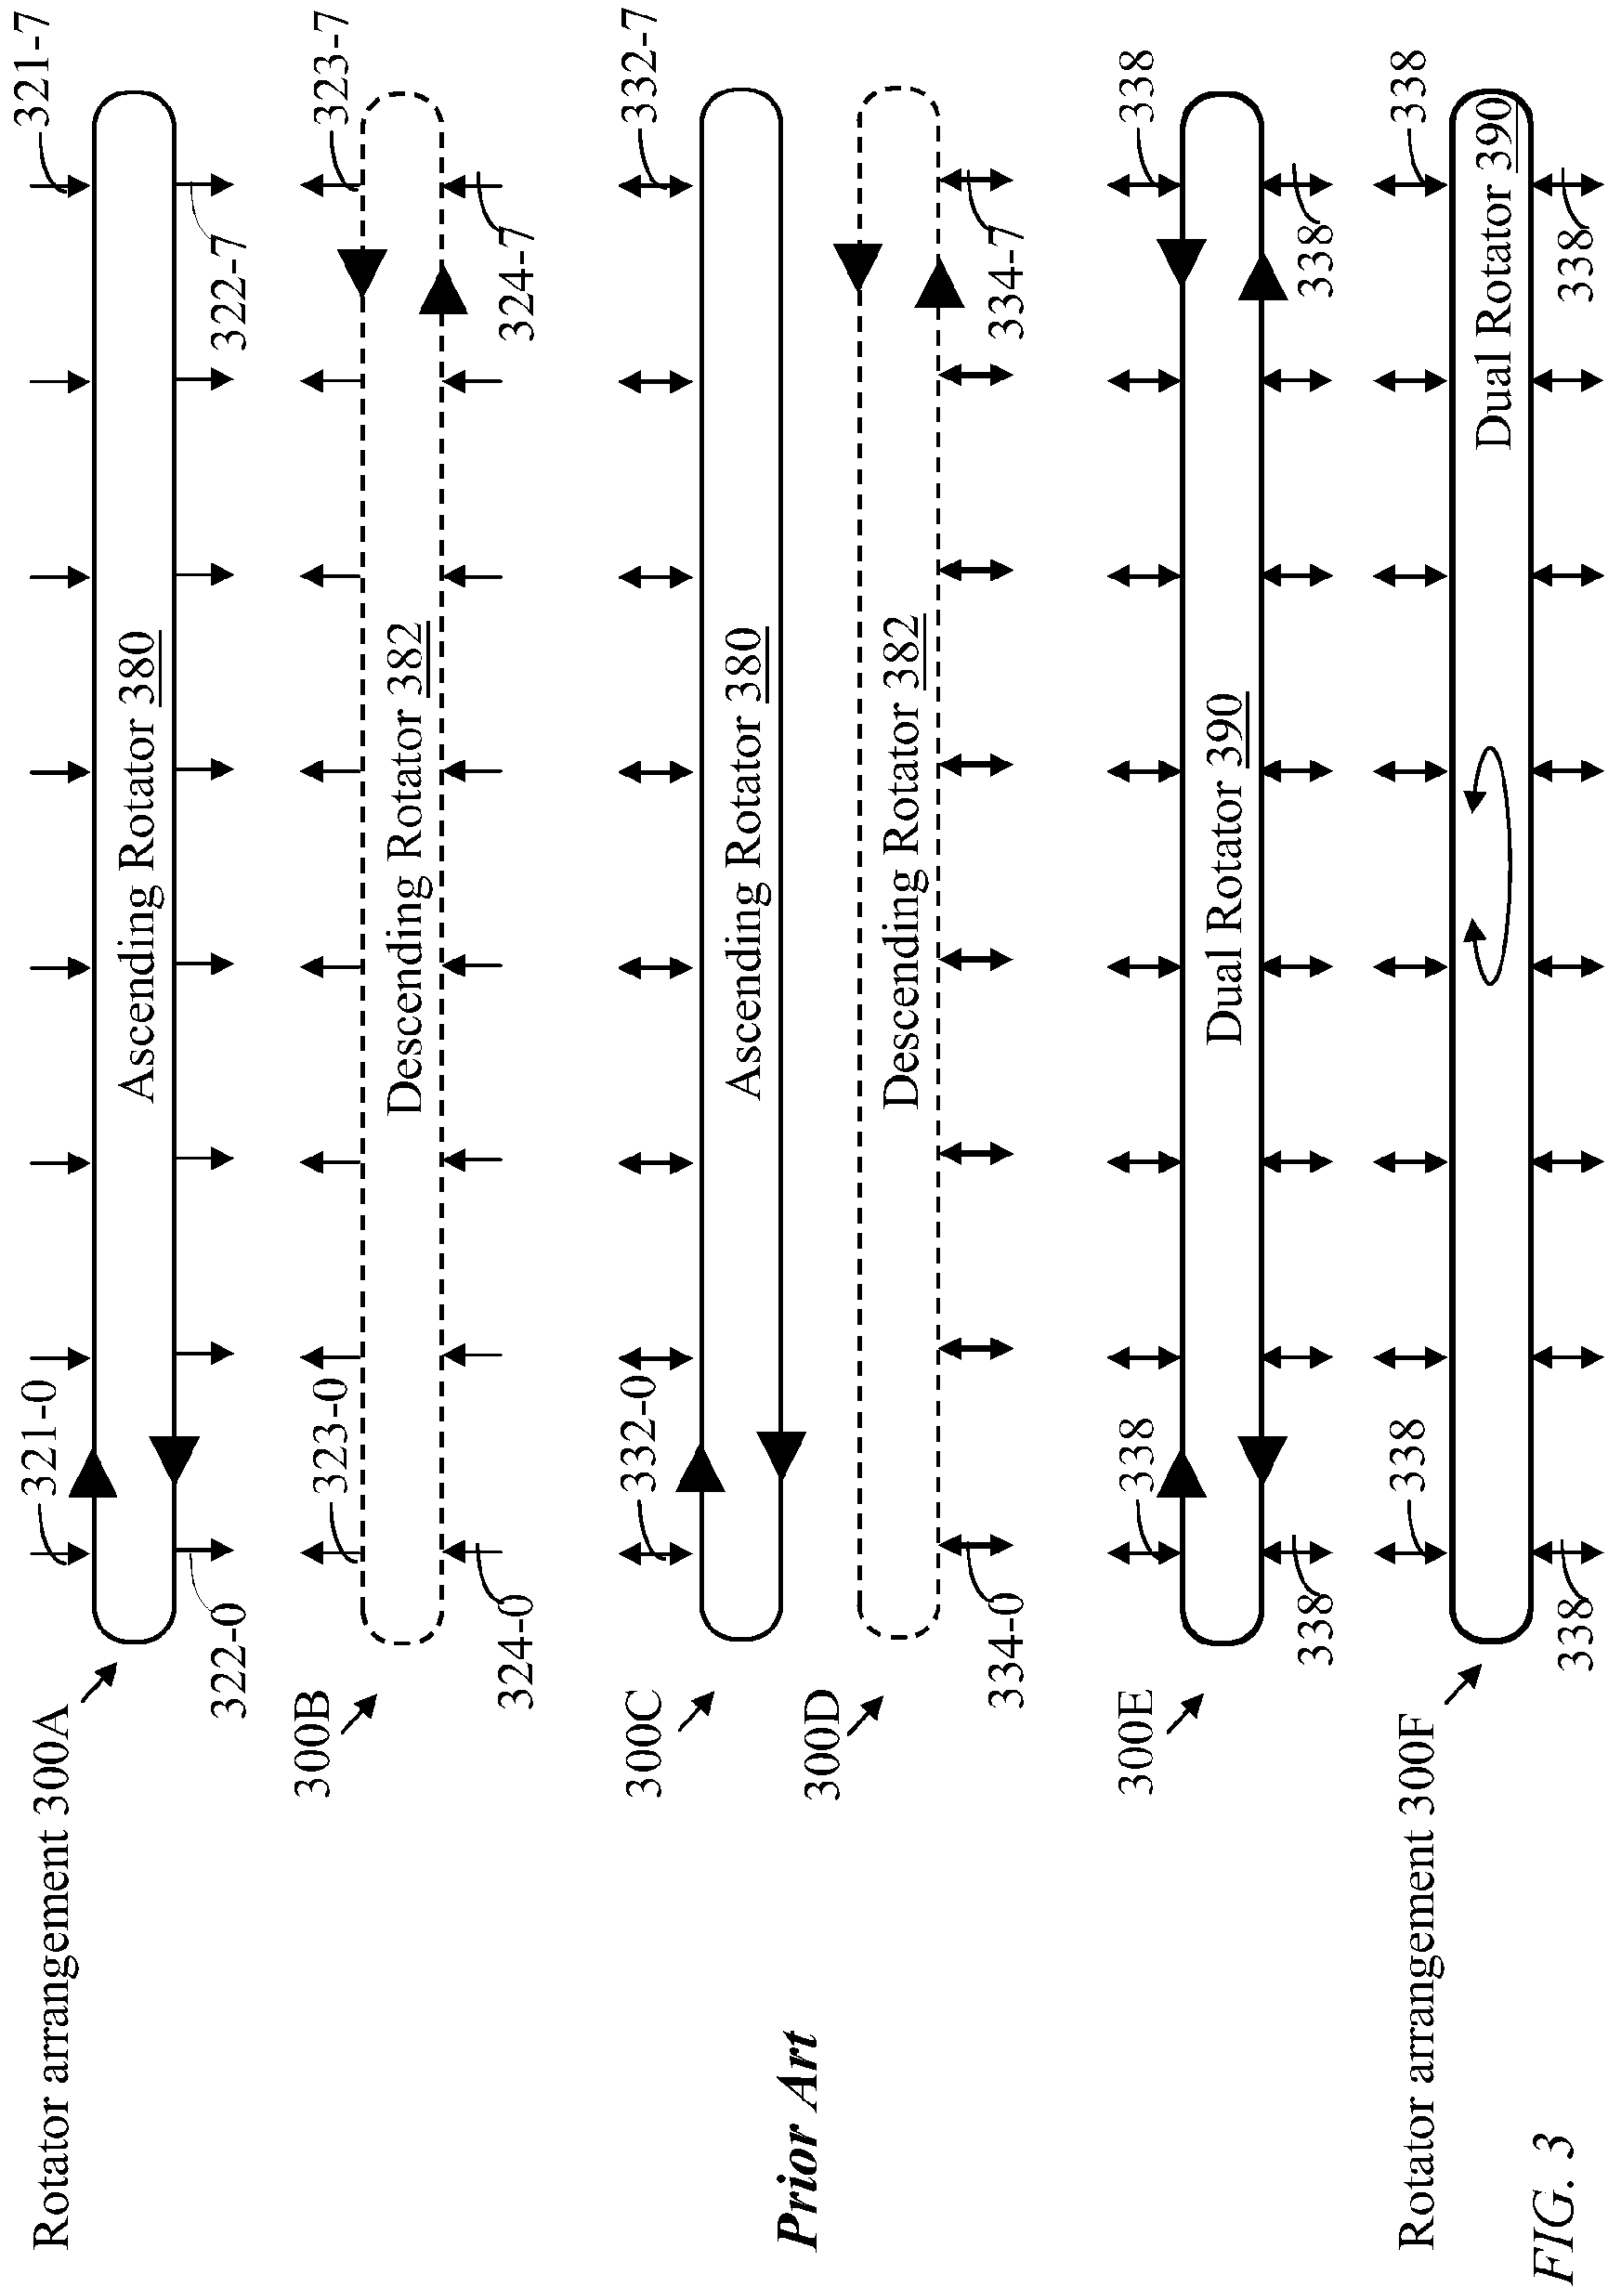 Rotator arrangement 300A
321-0
321-7
Ascending Rotator 380
322-0
322-7
300B
323-0
323-7
Descending Rotator 382
324-0
324-7
300C
332-0
332-7
Ascending Rotator 380
Prior Art
300D
Descending Rotator 382
334-0
334-7
300E
338
338
Dual Rotator 390
338
338
Rotator arrangement 300F
338
338
Dual Rotator 390
338
338
FIG. 3